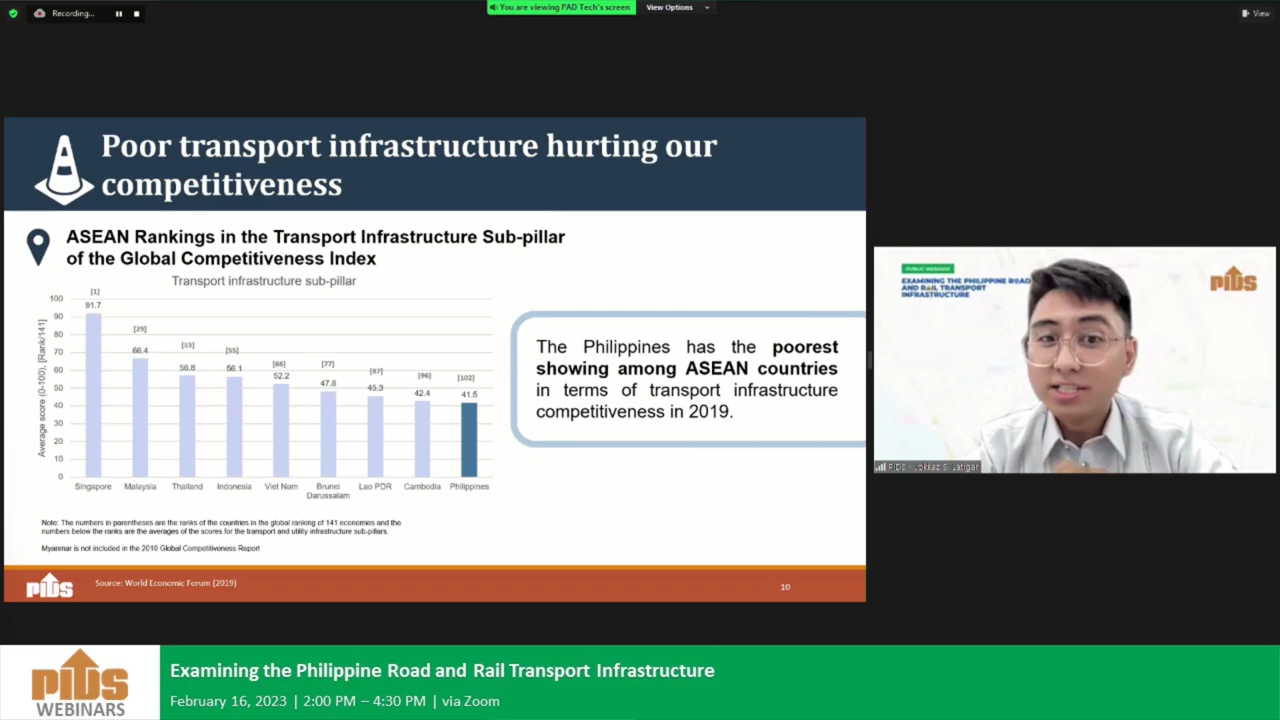 Recording...
You are viewing PAD Tech's screen
View Options
View
Poor transport infrastructure hurting our
competitiveness
ASEAN Rankings in the Transport Infrastructure Sub-pillar
of the Global Competitiveness Index
Transport infrastructure sub-pillar
Average score (0-100), [Rank/141]
100
90
80
70
60
50
40
30
20
10
0
[1]
91.7
[29]
66.4
[53]
56.8
[55]
56.1
[66]
52.2
[77]
47.8
[87]
45.3
[96]
42.4
[102]
41.5
Singapore
Malaysia
Thailand
Indonesia
Viet Nam
Brunei
Darussalam
Lao PDR
Cambodia
Philippines
The Philippines has the poorest
showing among ASEAN countries
in terms of transport infrastructure
competitiveness in 2019.
Note: The numbers in parentheses are the ranks of the countries in the global ranking of 141 economies and the
numbers below the ranks are the averages of the scores for the transport and utility infrastructure sub-pillars.
Myanmar is not included in the 2019 Global Competitiveness Report
PIDS
Source: World Economic Forum (2019)
10
PUBLIC WEBINAR
EXAMINING THE PHILIPPINE ROAD
AND RAIL TRANSPORT
INFRASTRUCTURE
PIDS
PIDS
WEBINARS
Examining the Philippine Road and Rail Transport Infrastructure
February 16, 2023 | 2:00 PM – 4:30 PM | via Zoom